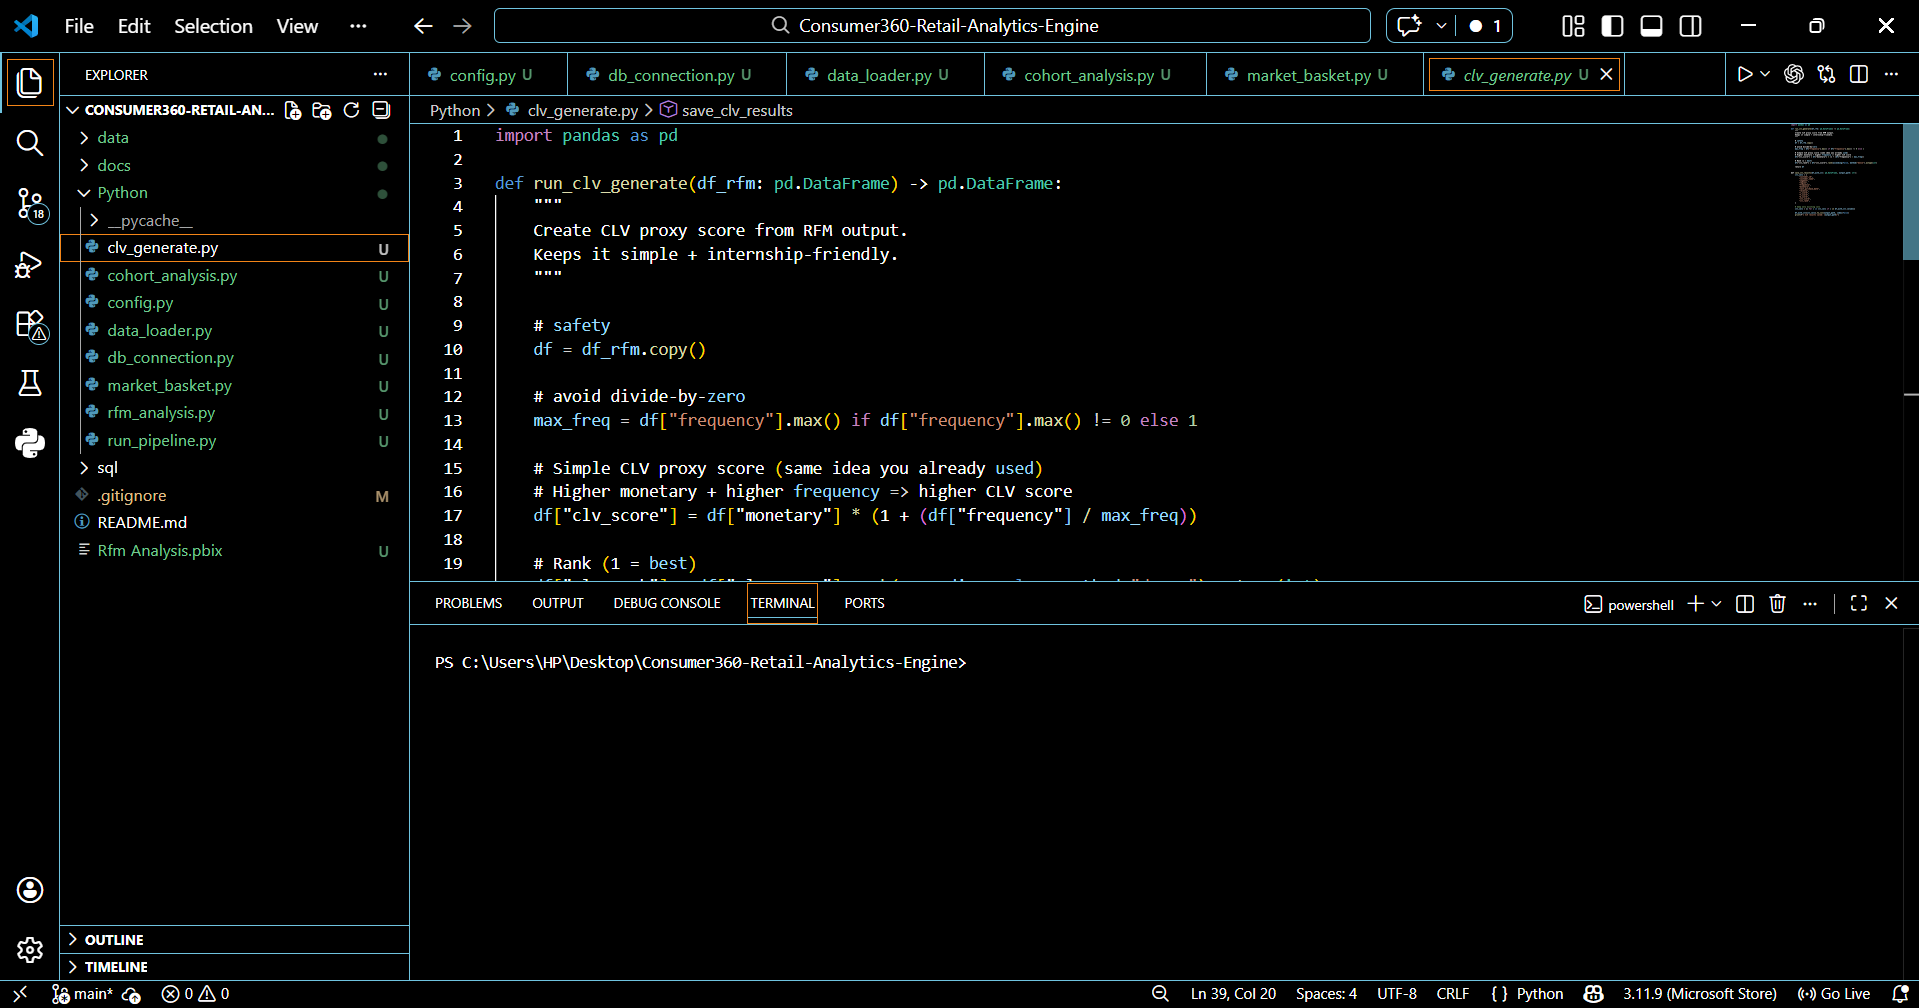 File Edit Selection View ···
Consumer360-Retail-Analytics-Engine
1
EXPLORER
CONSUMER360-RETAIL-AN...
data
docs
Python
__pycache__
clv_generate.py U
cohort_analysis.py U
config.py U
data_loader.py U
db_connection.py U
market_basket.py U
rfm_analysis.py U
run_pipeline.py U
sql
.gitignore M
README.md
Rfm Analysis.pbix U
OUTLINE
TIMELINE
18
config.py U db_connection.py U data_loader.py U cohort_analysis.py U market_basket.py U clv_generate.py U
Python > clv_generate.py > save_clv_results
1 import pandas as pd
2
3 def run_clv_generate(df_rfm: pd.DataFrame) -> pd.DataFrame:
4 """
5 Create CLV proxy score from RFM output.
6 Keeps it simple + internship-friendly.
7 """
8
9 # safety
10 df = df_rfm.copy()
11
12 # avoid divide-by-zero
13 max_freq = df["frequency"].max() if df["frequency"].max() != 0 else 1
14
15 # Simple CLV proxy score (same idea you already used)
16 # Higher monetary + higher frequency => higher CLV score
17 df["clv_score"] = df["monetary"] * (1 + (df["frequency"] / max_freq))
18
19 # Rank (1 = best)
PROBLEMS OUTPUT DEBUG CONSOLE TERMINAL PORTS
powershell
PS C:\Users\HP\Desktop\Consumer360-Retail-Analytics-Engine>
main* 0 0
Ln 39, Col 20 Spaces: 4 UTF-8 CRLF { } Python 3.11.9 (Microsoft Store) Go Live